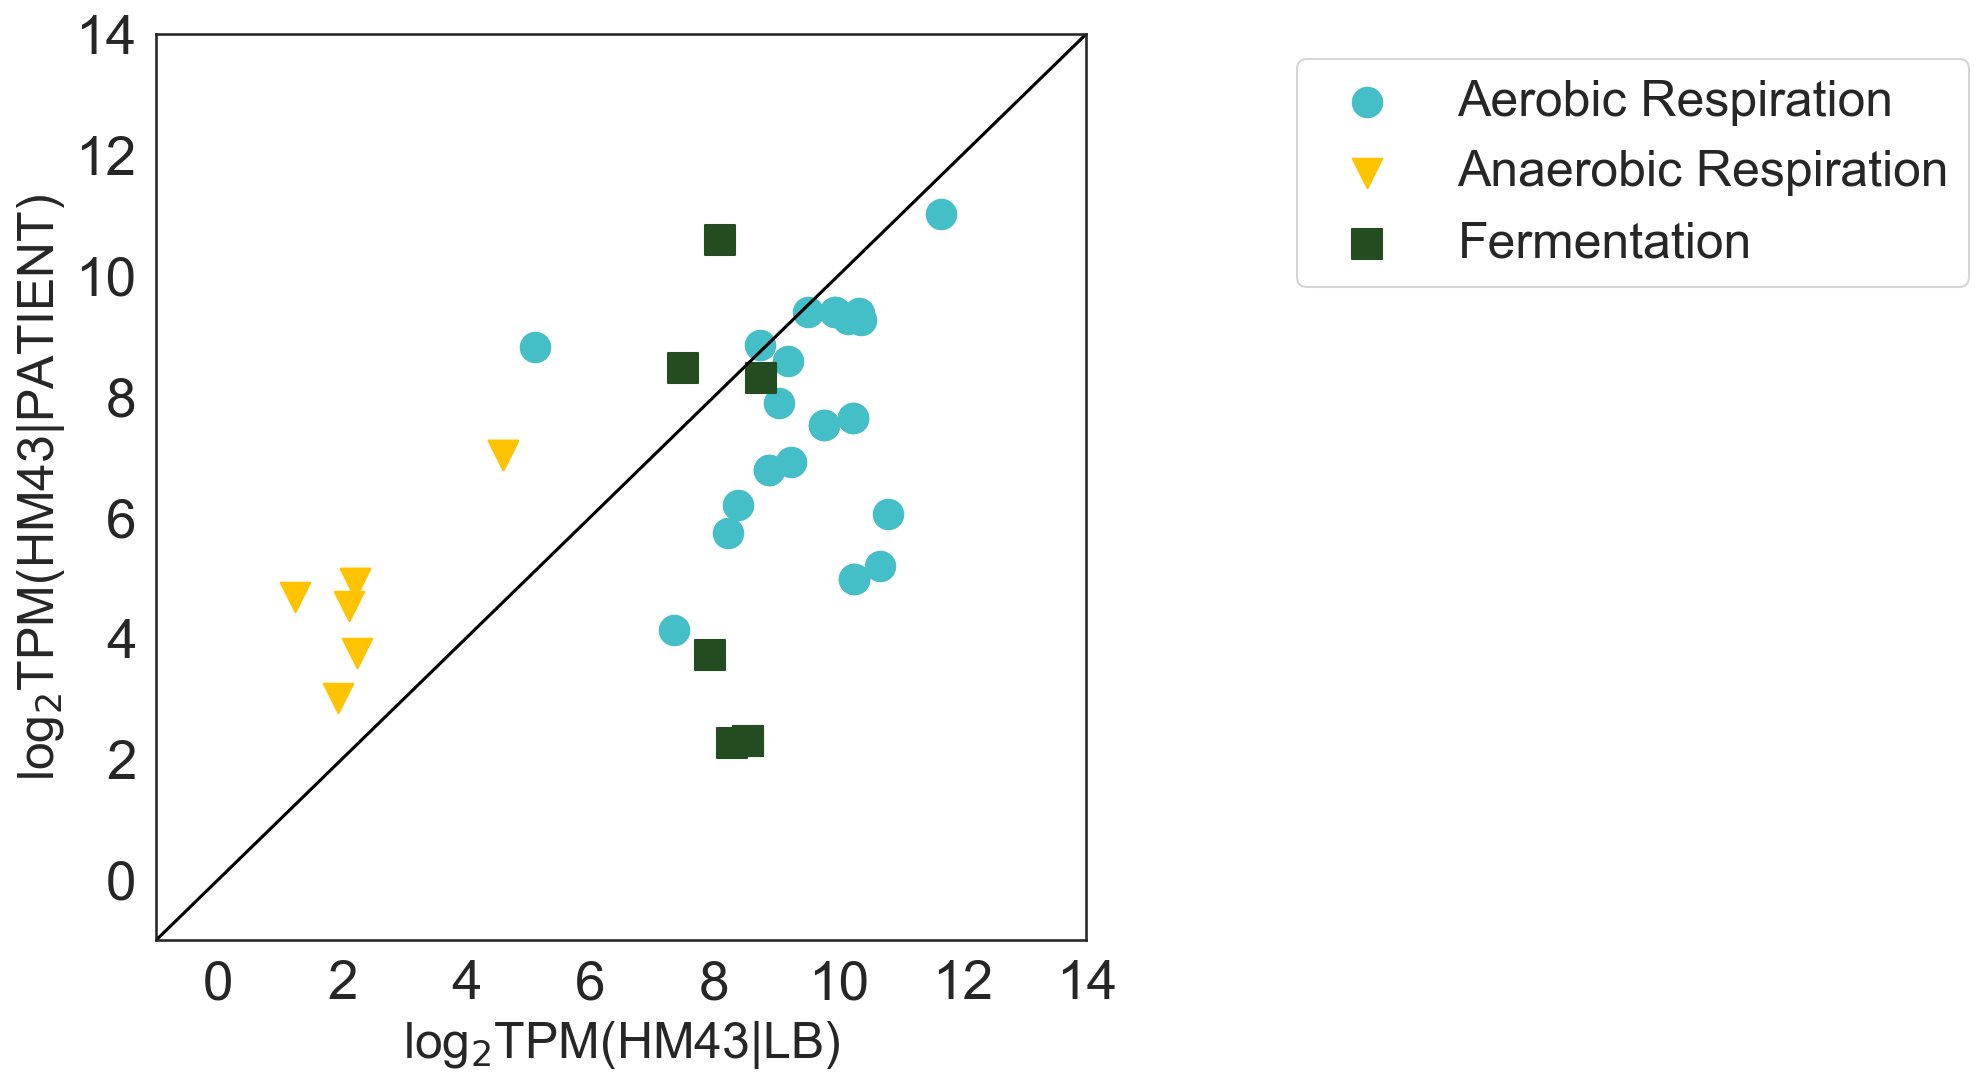 14
12
10
8
6
4
2
0
log₂TPM(HM43|PATIENT)
0 2 4 6 8 10 12 14
log₂TPM(HM43|LB)
Aerobic Respiration
Anaerobic Respiration
Fermentation